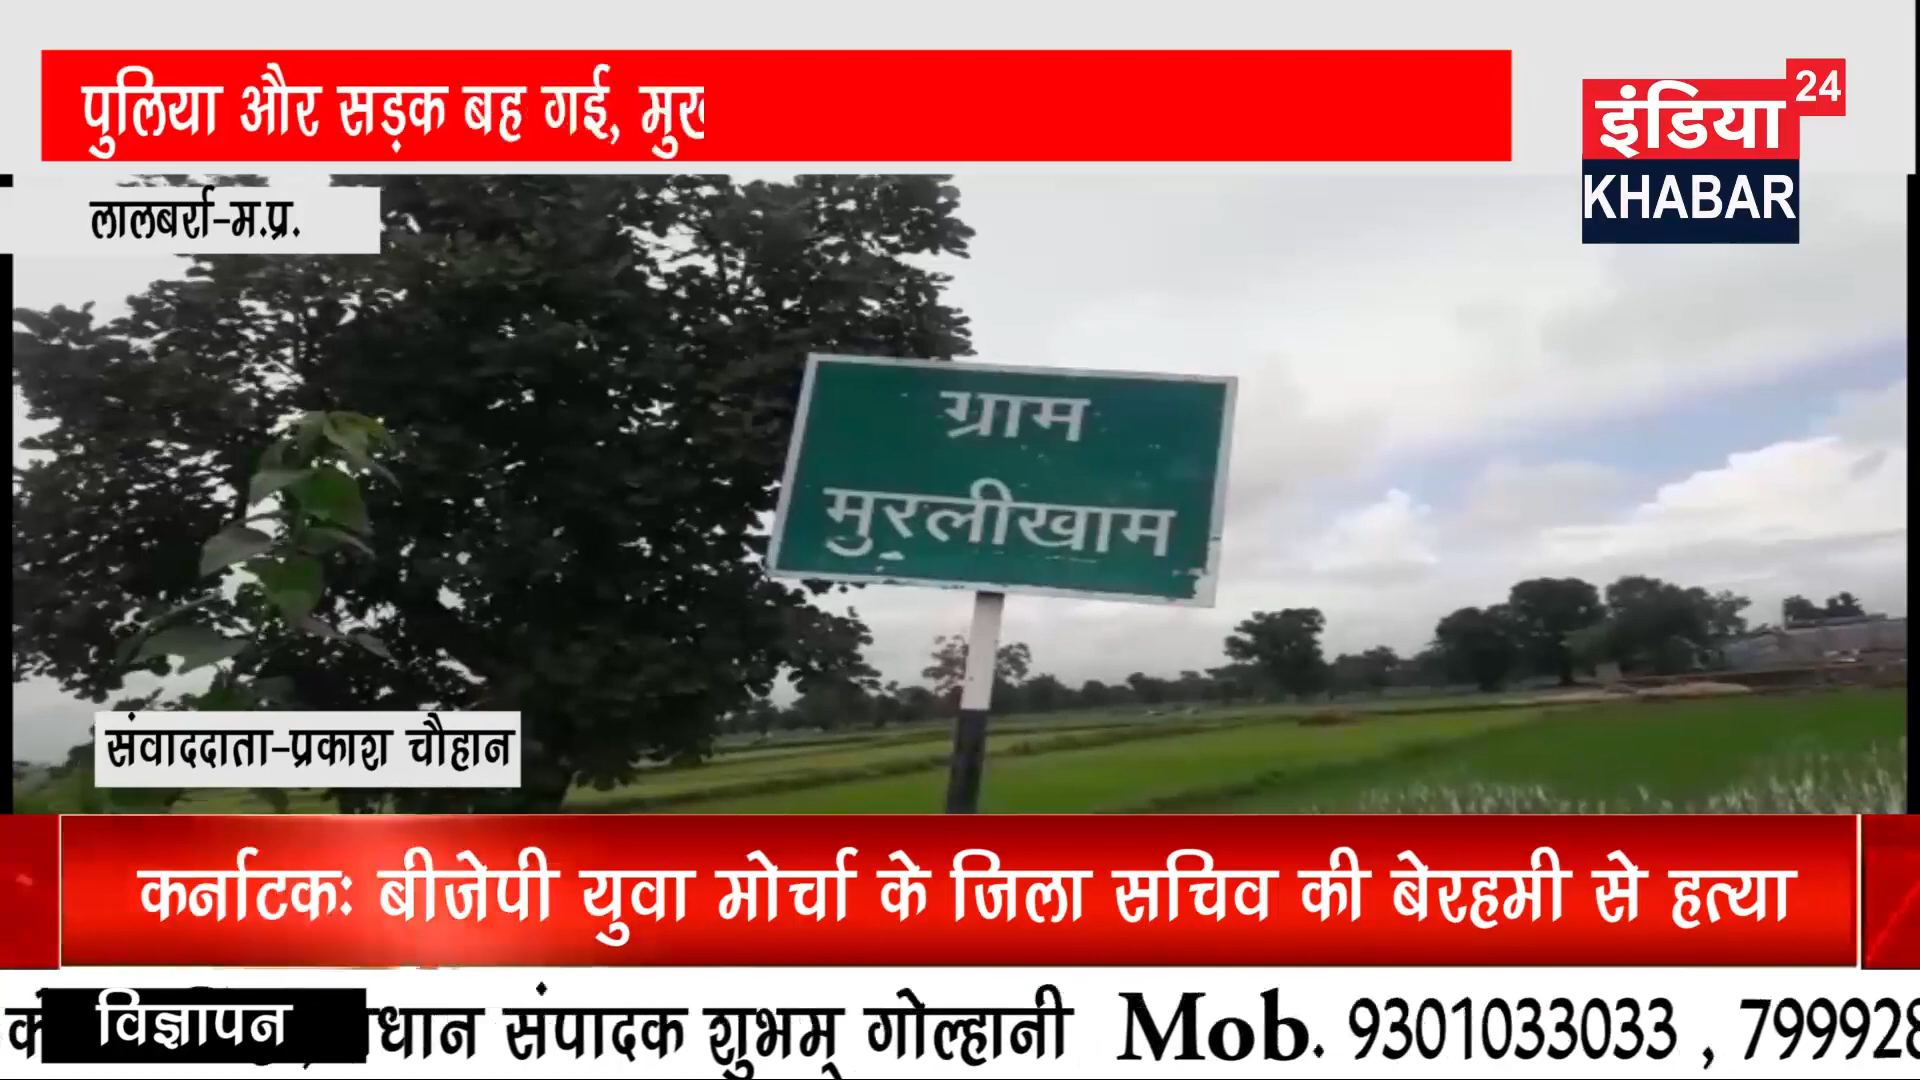 पुलिया और सड़क बह गई,
24
इंडिया
KHABAR
लालबर्रा-म.प्र.
ग्राम
मुरलीखाम
संवाददाता-प्रकाश चौहान
कर्नाटकः बीजेपी युवा मोर्चा के जिला सचिव की बेरहमी से हत्या
विज्ञापन
संपादक शुभम् गोल्हानी Mob. 9301033033 ,